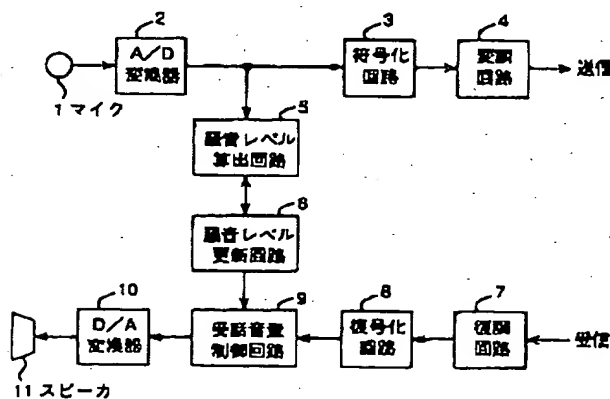 2
A/D
変換器
3
符号化
回路
4
変調
回路
送信
1 マイク
5
騒音レベル
算出回路
6
騒音レベル
更新回路
10
D/A
変換器
9
受話音量
制御回路
8
復号化
回路
7
復調
回路
受信
11 スピーカ